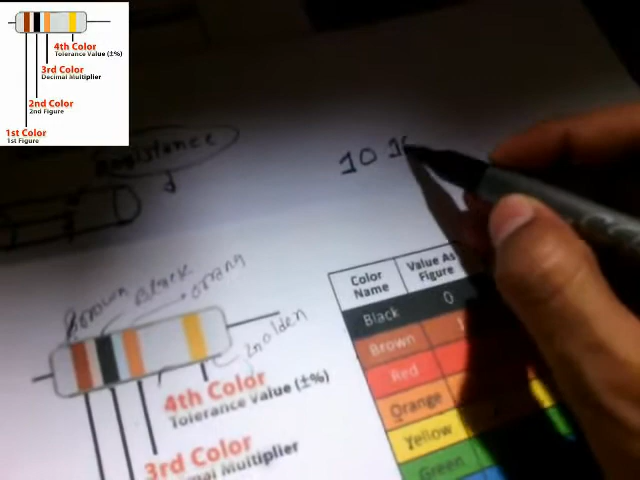 4th Color
Tolerance Value (±%)
3rd Color
Decimal Multiplier
2nd Color
2nd Figure
1st Color
1st Figure
Resistance
d
10 1
Brown
Black
orang
Color Name
Value As Figure
Black 0
Brown 1
Red
Orange
Yellow
Green
4th Color
Tolerance Value (±%)
3rd Color
mal Multiplier